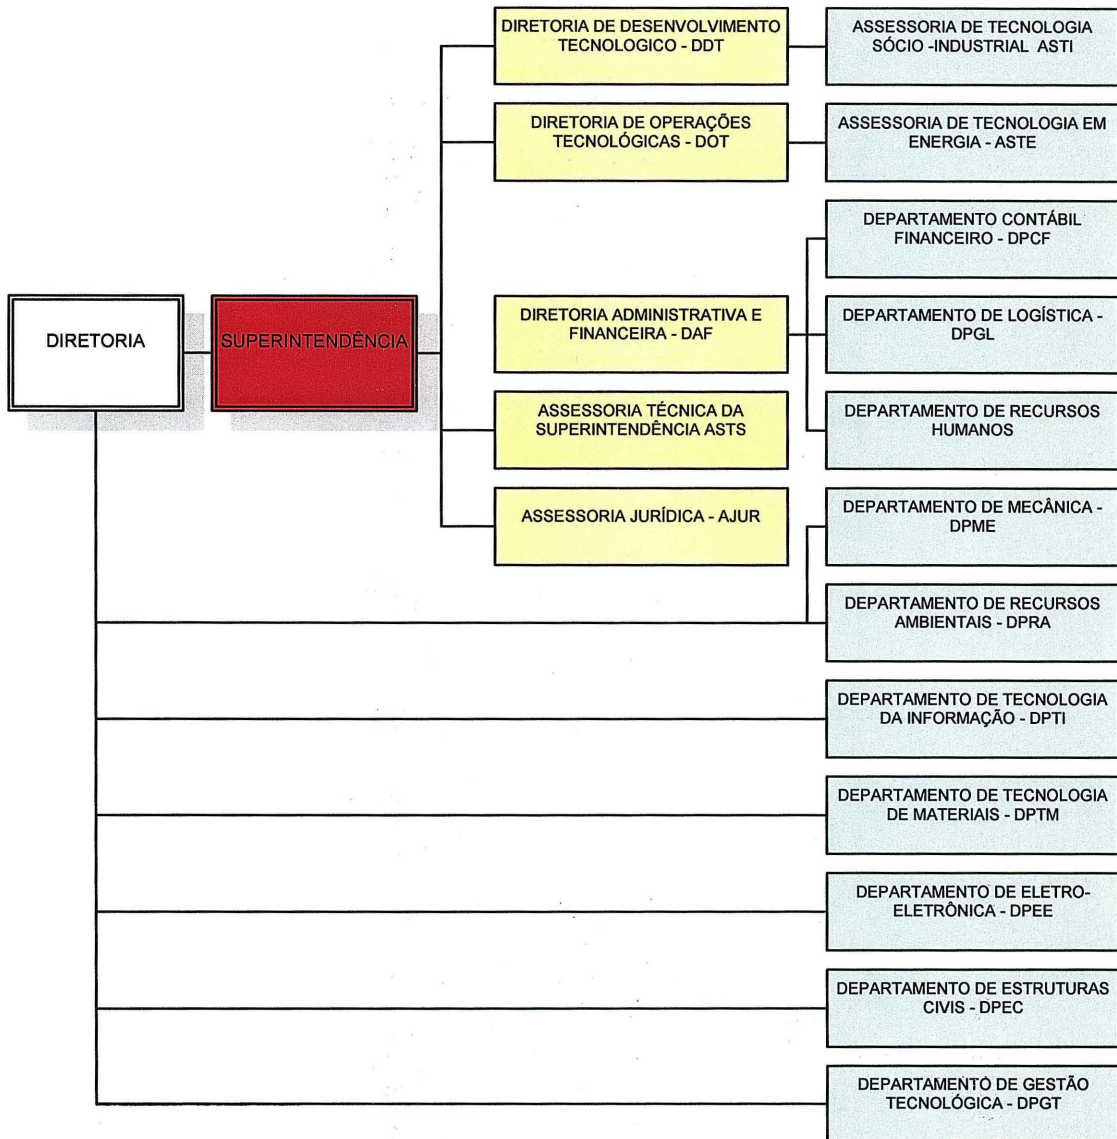 DIRETORIA
SUPERINTENDÊNCIA
DIRETORIA DE DESENVOLVIMENTO
TECNOLOGICO - DDT
DIRETORIA DE OPERAÇÕES
TECNOLÓGICAS - DOT
DIRETORIA ADMINISTRATIVA E
FINANCEIRA - DAF
ASSESSORIA TÉCNICA DA
SUPERINTENDÊNCIA ASTS
ASSESSORIA JURÍDICA - AJUR
ASSESSORIA DE TECNOLOGIA
SÓCIO -INDUSTRIAL ASTI
ASSESSORIA DE TECNOLOGIA EM
ENERGIA - ASTE
DEPARTAMENTO CONTÁBIL
FINANCEIRO - DPCF
DEPARTAMENTO DE LOGÍSTICA -
DPGL
DEPARTAMENTO DE RECURSOS
HUMANOS
DEPARTAMENTO DE MECÂNICA -
DPME
DEPARTAMENTO DE RECURSOS
AMBIENTAIS - DPRA
DEPARTAMENTO DE TECNOLOGIA
DA INFORMAÇÃO - DPTI
DEPARTAMENTO DE TECNOLOGIA
DE MATERIAIS - DPTM
DEPARTAMENTO DE ELETRO-
ELETRÔNICA - DPEE
DEPARTAMENTO DE ESTRUTURAS
CIVIS - DPEC
DEPARTAMENTO DE GESTÃO
TECNOLÓGICA - DPGT